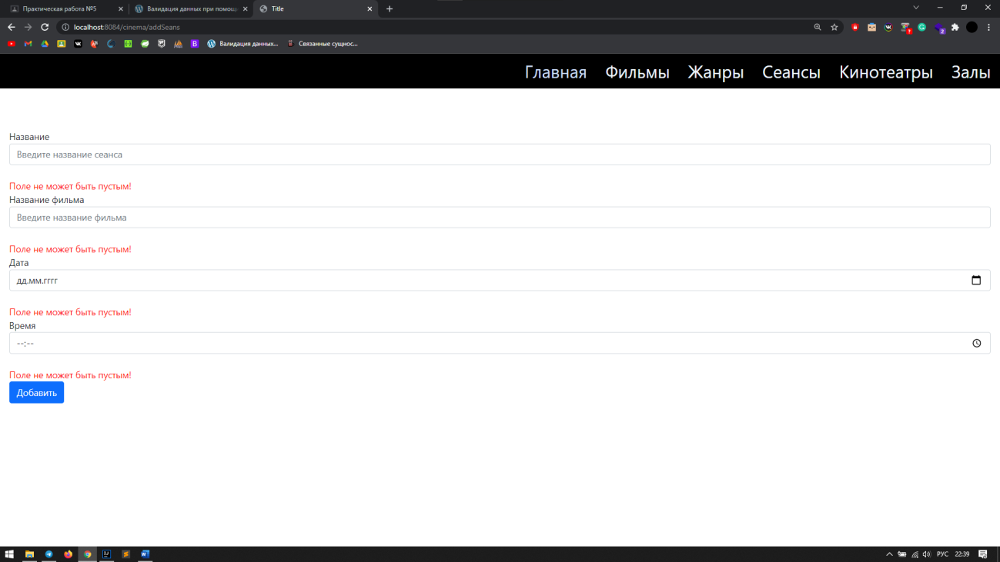 Практическая работа №5
Валидация данных при помощи
Title
localhost:8084/cinema/addSeans
Валидация данных...
Связанные сущнос...
Главная Фильмы Жанры Сеансы Кинотеатры Залы
Название
Введите название сеанса
Поле не может быть пустым!
Название фильма
Введите название фильма
Поле не может быть пустым!
Дата
дд.мм.гггг
Поле не может быть пустым!
Время
--:--
Поле не может быть пустым!
Добавить
РУС 22:39